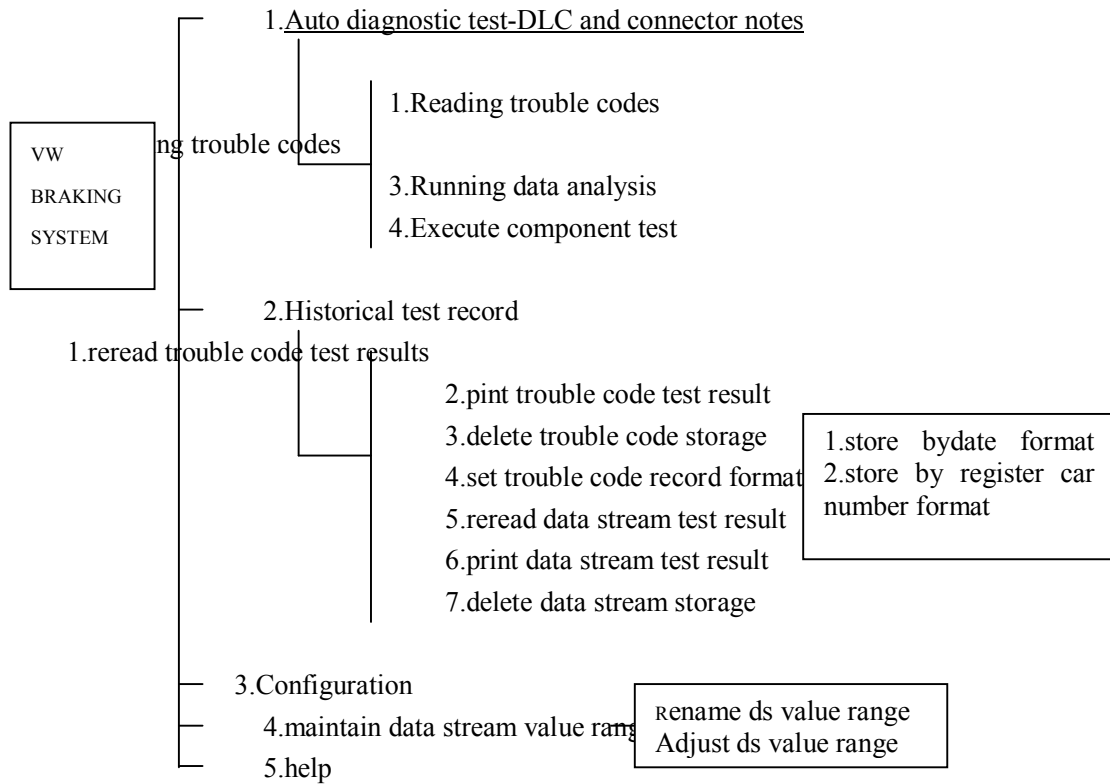 1.Auto diagnostic test-DLC and connector notes
1.Reading trouble codes
ng trouble codes
VW
BRAKING
SYSTEM
3.Running data analysis
4.Execute component test
2.Historical test record
1.reread trouble code test results
2.pint trouble code test result
3.delete trouble code storage
4.set trouble code record format
5.reread data stream test result
6.print data stream test result
7.delete data stream storage
1.store bydate format
2.store by register car
number format
3.Configuration
4.maintain data stream value rang
Rename ds value range
Adjust ds value range
5.help